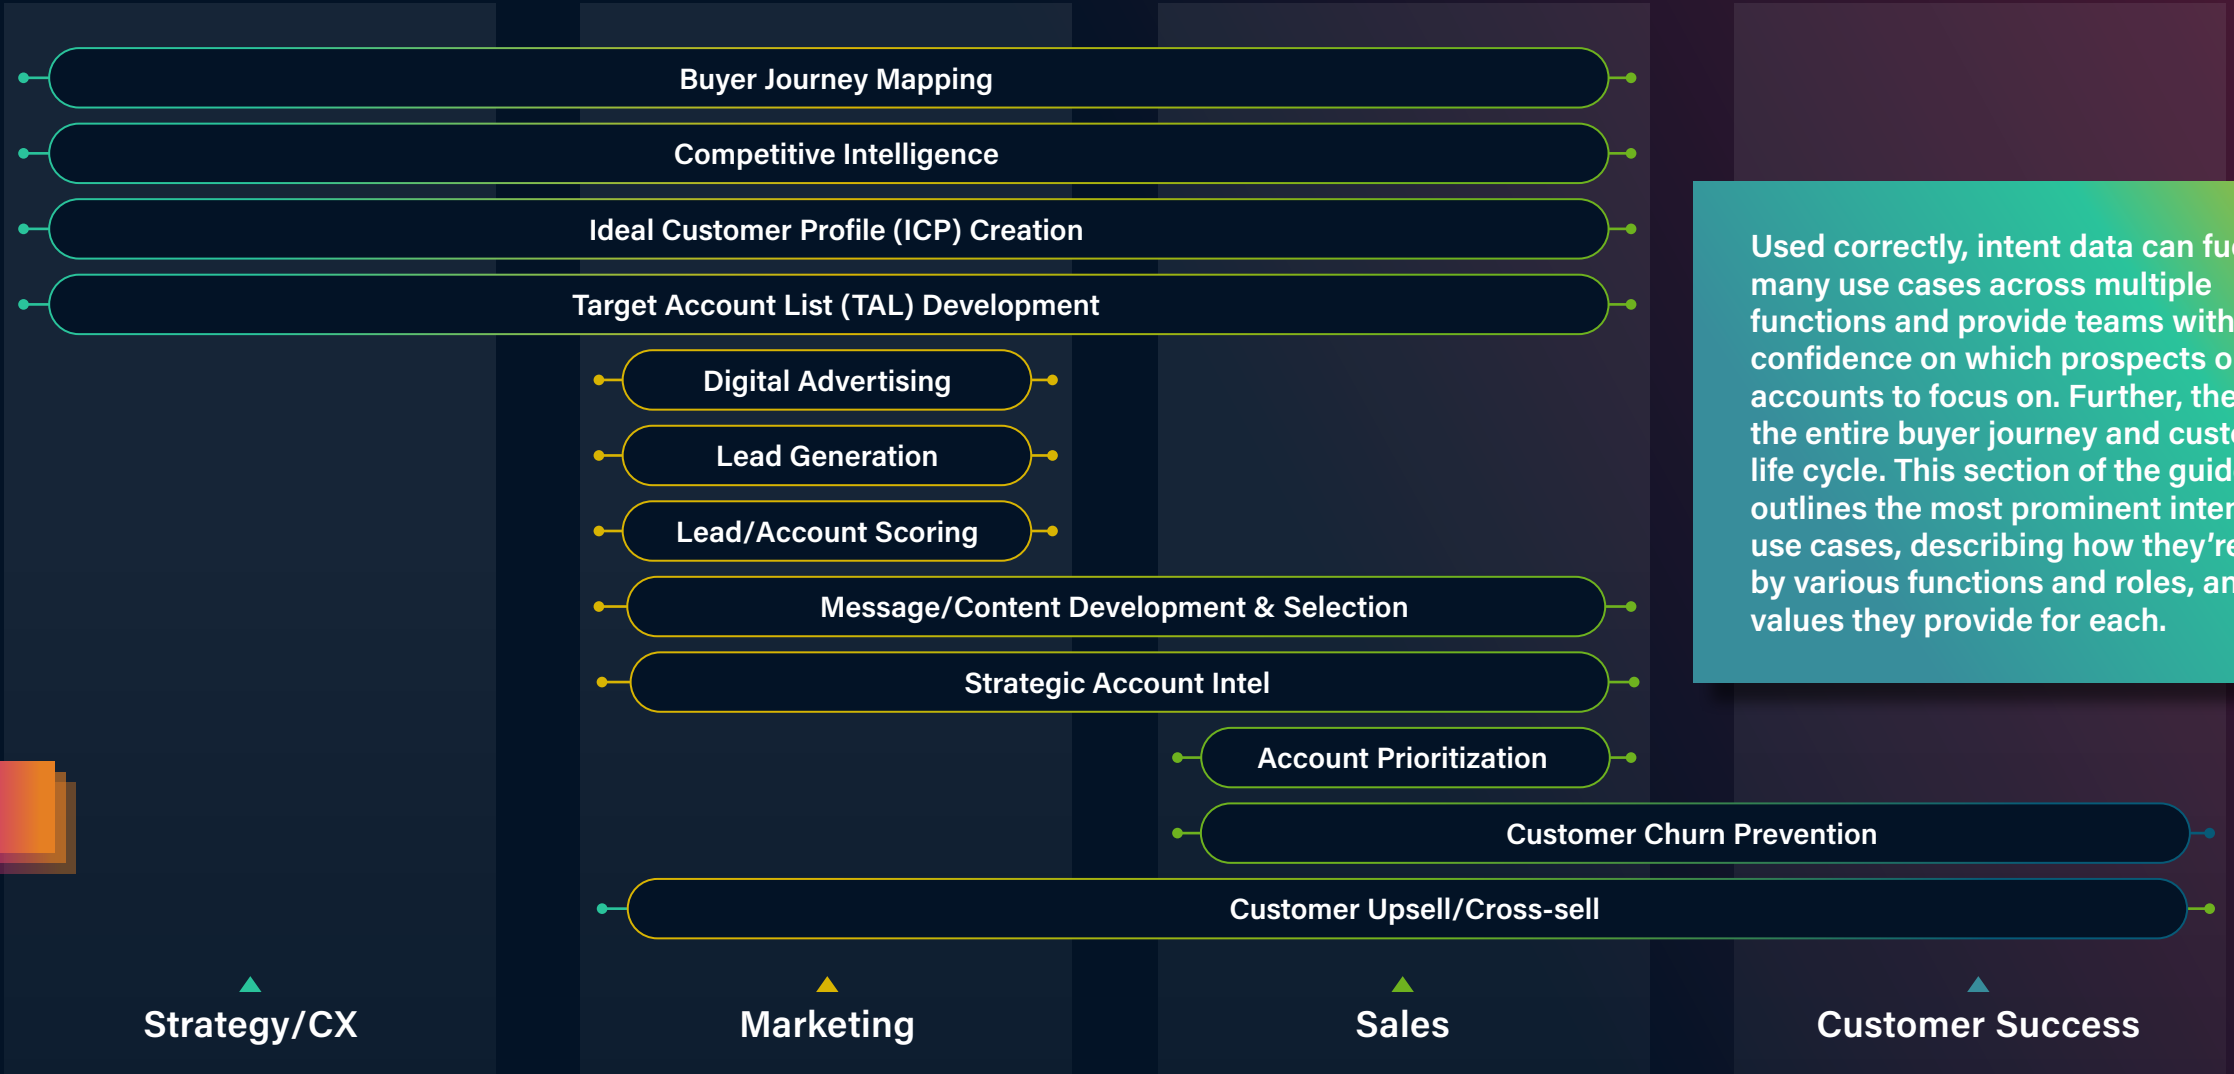 Buyer Journey Mapping
Competitive Intelligence
Ideal Customer Profile (ICP) Creation
Target Account List (TAL) Development
Digital Advertising
Lead Generation
Lead/Account Scoring
Message/Content Development & Selection
Strategic Account Intel
Account Prioritization
Customer Churn Prevention
Customer Upsell/Cross-sell
Strategy/CX
Marketing
Sales
Customer Success
Used correctly, intent data can
many use cases across multiple
functions and provide teams with
confidence on which prospects
accounts to focus on. Further,
the entire buyer journey and
life cycle. This section of the
outlines the most prominent
use cases, describing how they’re
by various functions and roles,
values they provide for each.